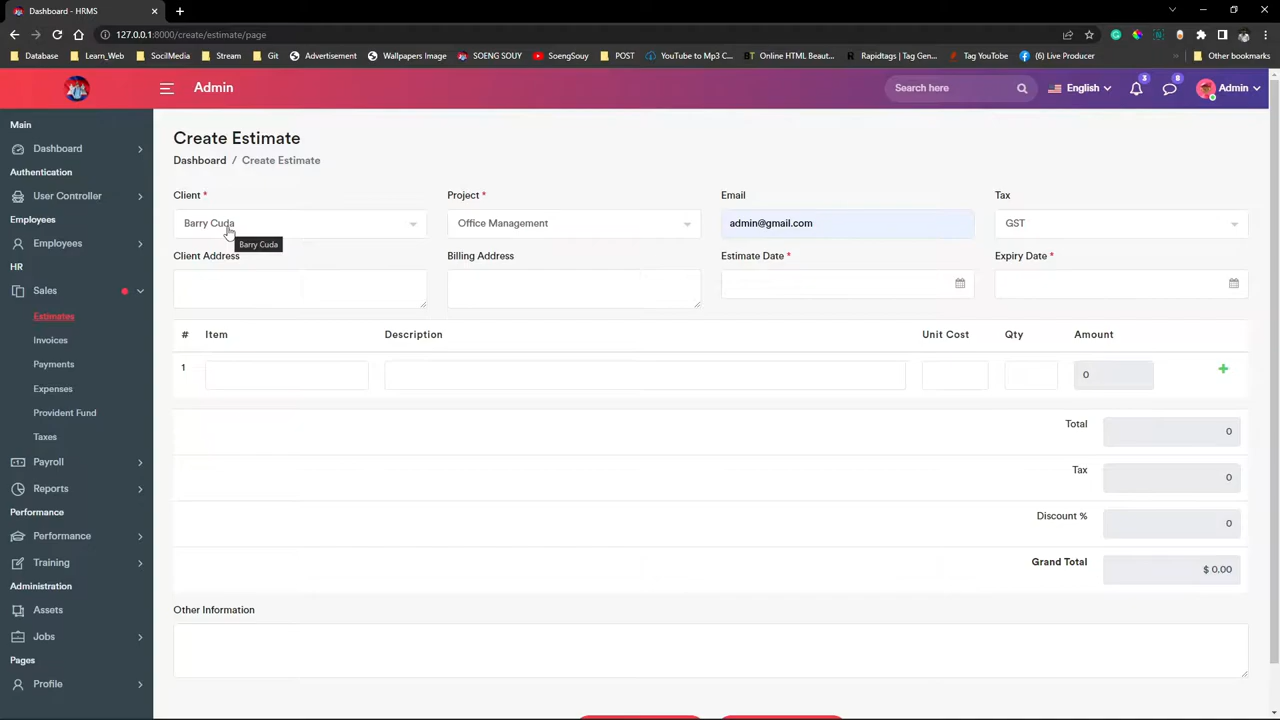 Dashboard - HRMS
127.0.0.1:8000/create/estimate/page
Database
Learn_Web
SocilMedia
Stream
Git
Advertisement
Wallpapers Image
SOENG SOUY
SoengSouy
POST
YouTube to Mp3 C...
Online HTML Beaut...
Rapidtags | Tag Gen...
Tag YouTube
(8) Live Producer
Other bookmarks
Admin
Search here
English
3
8
Admin
Main
Dashboard
Authentication
User Controller
Employees
Employees
HR
Sales
Estimates
Invoices
Payments
Expenses
Provident Fund
Taxes
Payroll
Reports
Performance
Performance
Training
Administration
Assets
Jobs
Pages
Profile
Create Estimate
Dashboard / Create Estimate
Client * Project * Email Tax
Barry Cuda Office Management admin@gmail.com GST
Barry Cuda
Client Address Billing Address Estimate Date * Expiry Date *
# Item Description Unit Cost Qty Amount
1 0
Total 0
Tax 0
Discount % 0
Grand Total $ 0.00
Other Information